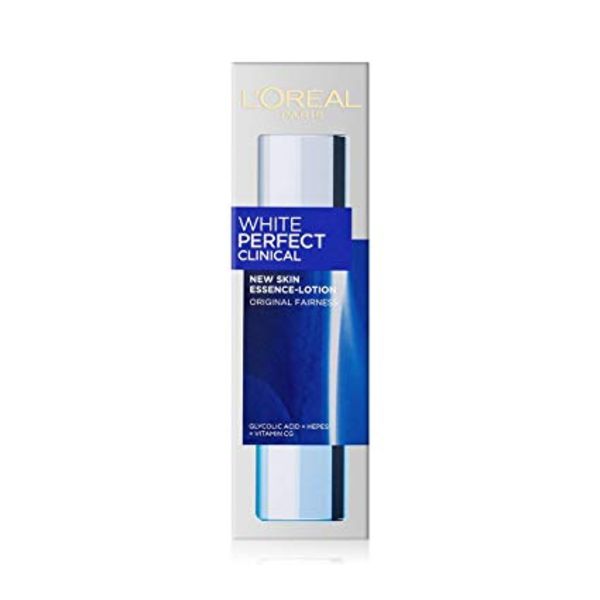 L'ORÉAL
PARIS
WHITE
PERFECT
CLINICAL
NEW SKIN
ESSENCE-LOTION
ORIGINAL FAIRNESS
GLYCOLIC ACID + HEPES
+ VITAMIN CG